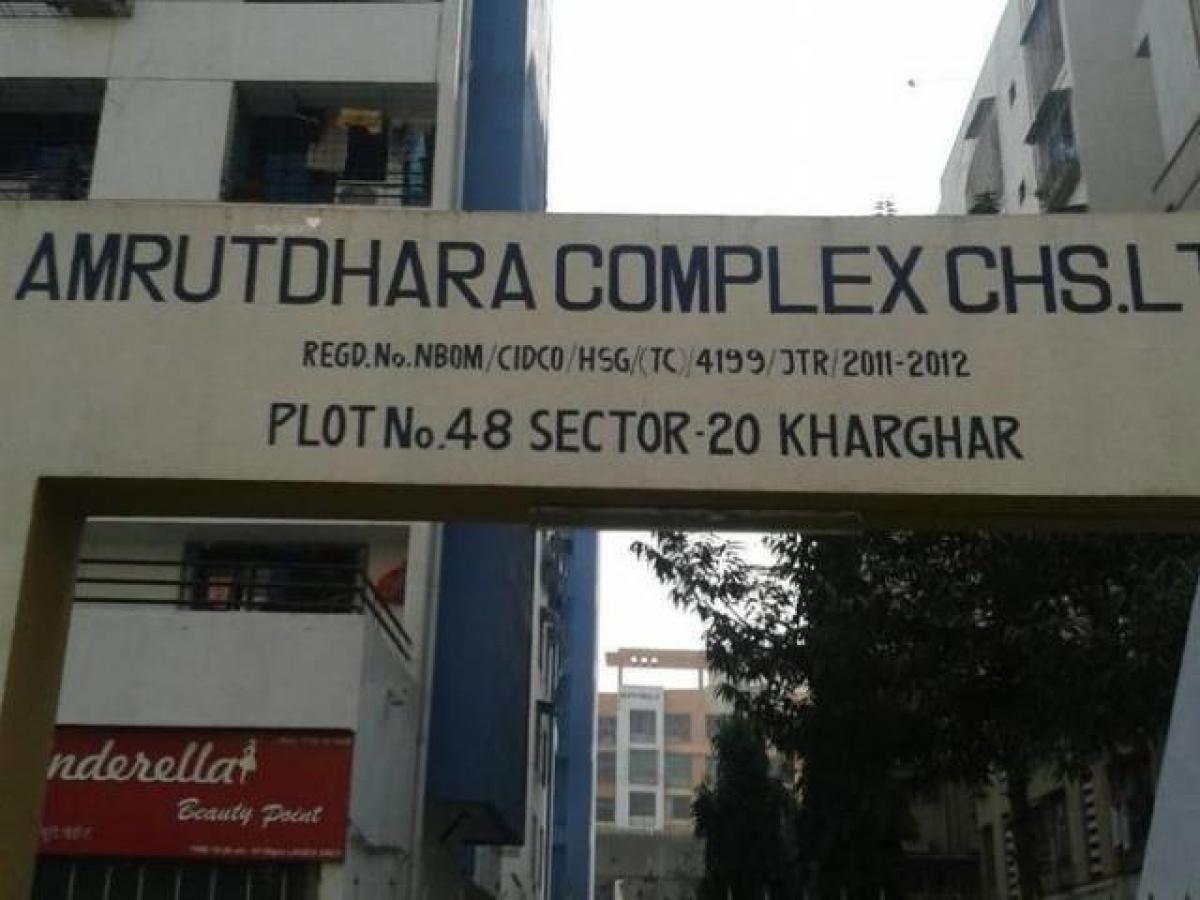 AMRUTDHARA COMPLEX CHS.LT
REGD.No.NBOM/CIDCO/HSG/(TC)/4199/JTR/2011-2012
PLOT No.48 SECTOR-20 KHARGHAR
nderella
Beauty Point